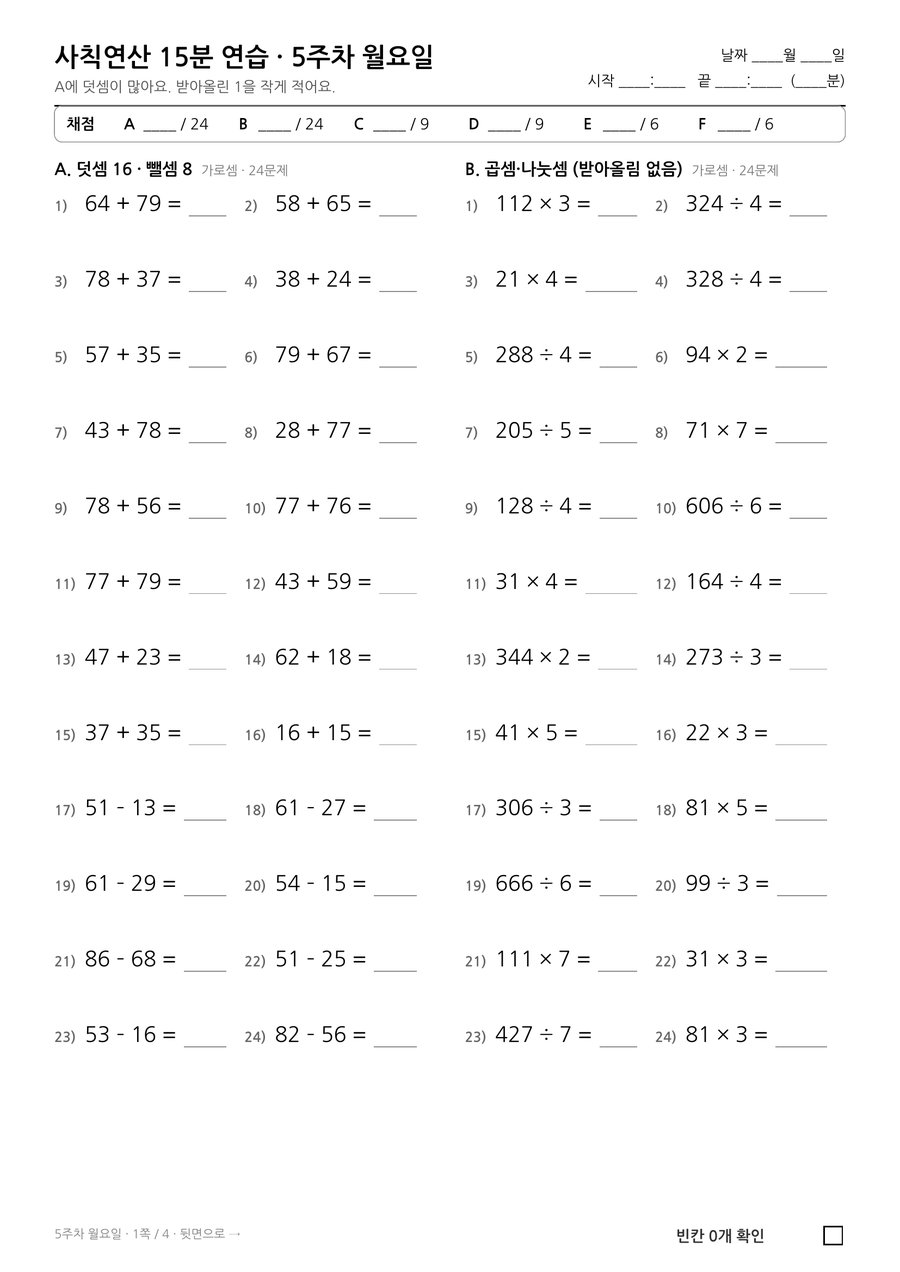 사칙연산 15분 연습 · 5주차 월요일
날짜 ____월 ____일
A에 덧셈이 많아요. 받아올린 1을 작게 적어요.
시작 ____:____ 끝 ____:____ (____분)
채점 A ____ / 24 B ____ / 24 C ____ / 9 D ____ / 9 E ____ / 6 F ____ / 6
A. 덧셈 16 · 뺄셈 8 가로셈 · 24문제
1) 64 + 79 = ____ 2) 58 + 65 = ____
3) 78 + 37 = ____ 4) 38 + 24 = ____
5) 57 + 35 = ____ 6) 79 + 67 = ____
7) 43 + 78 = ____ 8) 28 + 77 = ____
9) 78 + 56 = ____ 10) 77 + 76 = ____
11) 77 + 79 = ____ 12) 43 + 59 = ____
13) 47 + 23 = ____ 14) 62 + 18 = ____
15) 37 + 35 = ____ 16) 16 + 15 = ____
17) 51 - 13 = ____ 18) 61 - 27 = ____
19) 61 - 29 = ____ 20) 54 - 15 = ____
21) 86 - 68 = ____ 22) 51 - 25 = ____
23) 53 - 16 = ____ 24) 82 - 56 = ____
B. 곱셈·나눗셈 (받아올림 없음) 가로셈 · 24문제
1) 112 × 3 = ____ 2) 324 ÷ 4 = ____
3) 21 × 4 = ____ 4) 328 ÷ 4 = ____
5) 288 ÷ 4 = ____ 6) 94 × 2 = ____
7) 205 ÷ 5 = ____ 8) 71 × 7 = ____
9) 128 ÷ 4 = ____ 10) 606 ÷ 6 = ____
11) 31 × 4 = ____ 12) 164 ÷ 4 = ____
13) 344 × 2 = ____ 14) 273 ÷ 3 = ____
15) 41 × 5 = ____ 16) 22 × 3 = ____
17) 306 ÷ 3 = ____ 18) 81 × 5 = ____
19) 666 ÷ 6 = ____ 20) 99 ÷ 3 = ____
21) 111 × 7 = ____ 22) 31 × 3 = ____
23) 427 ÷ 7 = ____ 24) 81 × 3 = ____
5주차 월요일 · 1쪽 / 4 · 뒷면으로 →
빈칸 0개 확인 □